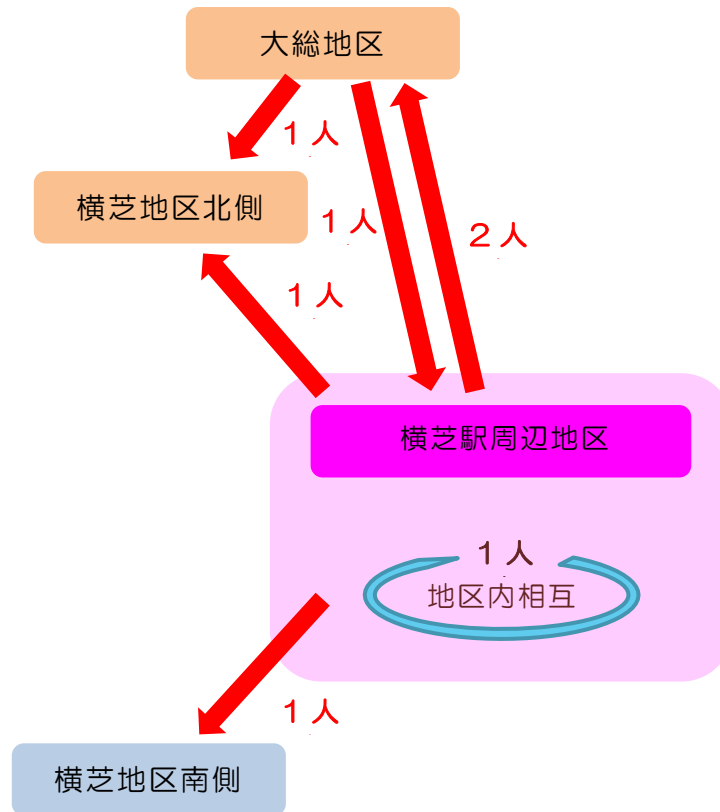 大総地区
1人
横芝地区北側
1人
2人
1人
横芝駅周辺地区
1人
地区内相互
1人
横芝地区南側